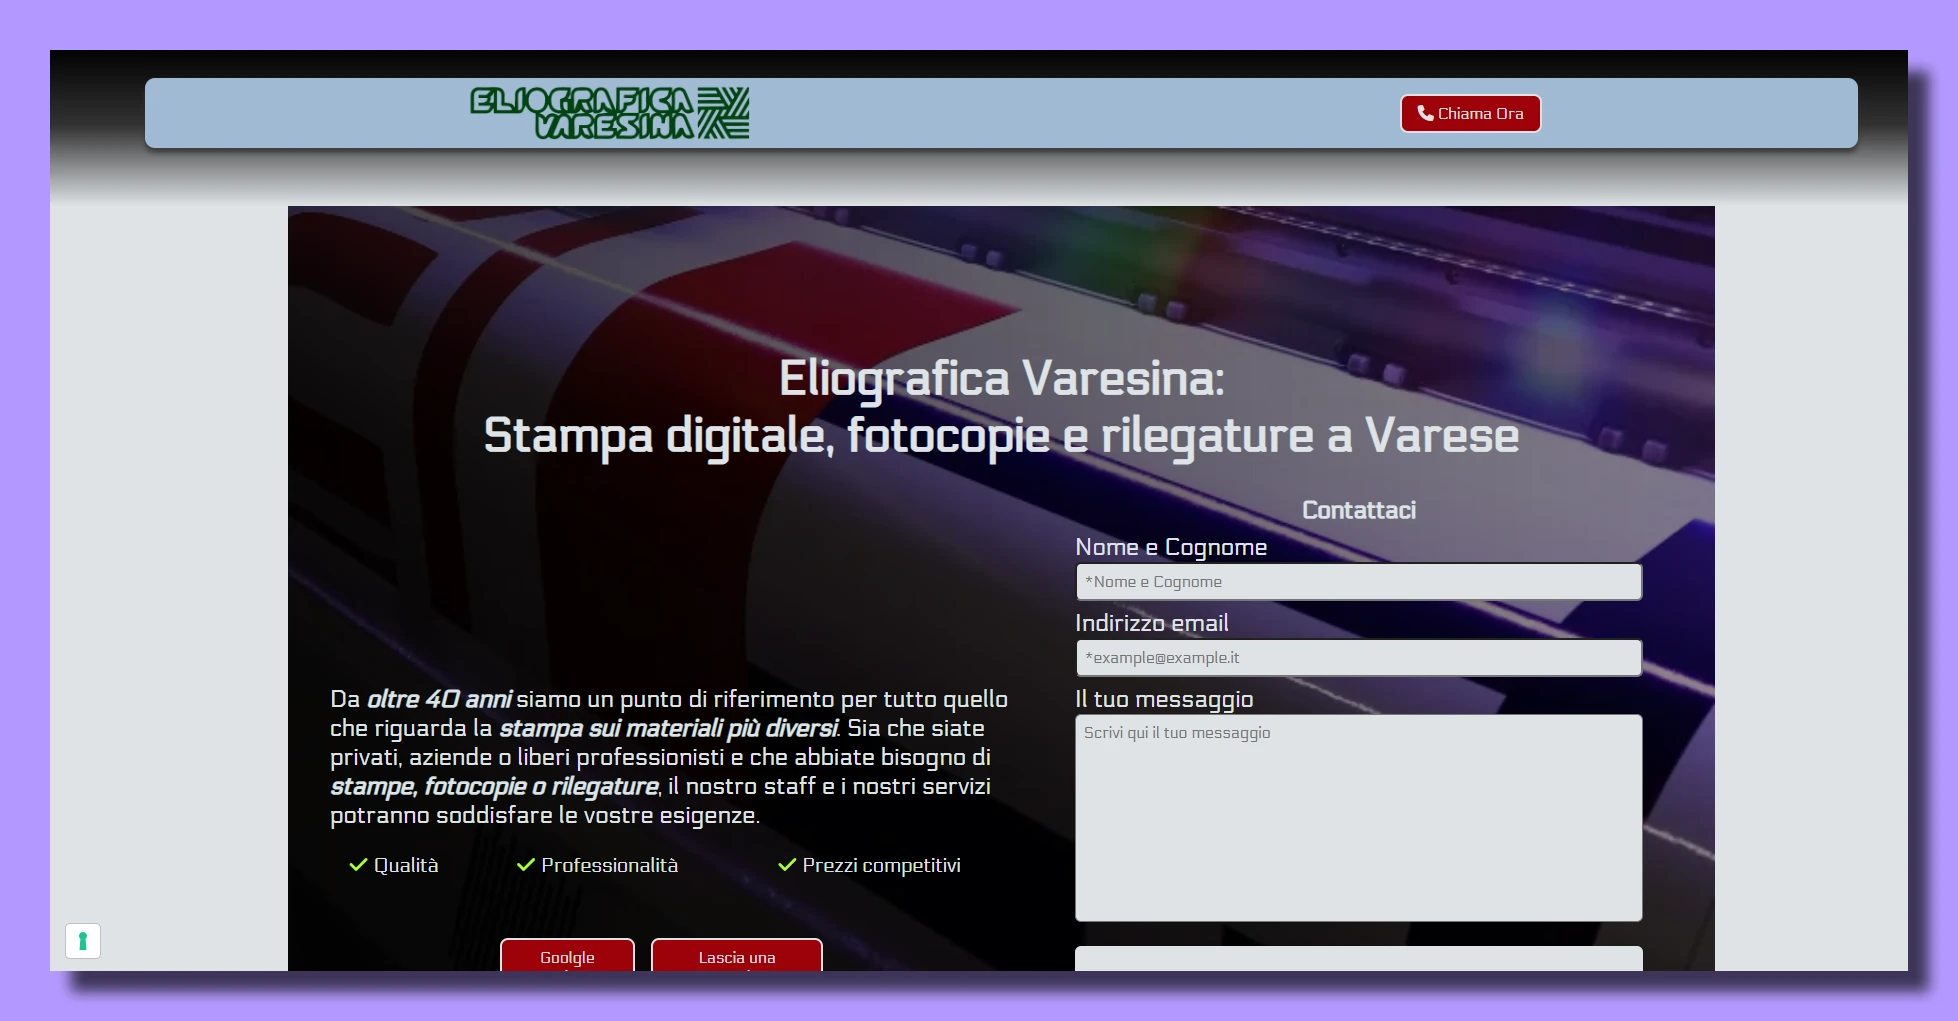 ELIOGRAFICA
VARESINA
Chiama Ora
Eliografica Varesina:
Stampa digitale, fotocopie e rilegature a Varese
Da oltre 40 anni siamo un punto di riferimento per tutto quello
che riguarda la stampa sui materiali più diversi. Sia che siate
privati, aziende o liberi professionisti e che abbiate bisogno di
stampe, fotocopie o rilegature, il nostro staff e i nostri servizi
potranno soddisfare le vostre esigenze.
Qualità
Professionalità
Prezzi competitivi
Goolgle
Lascia una
Contattaci
Nome e Cognome
*Nome e Cognome
Indirizzo email
*example@example.it
Il tuo messaggio
Scrivi qui il tuo messaggio